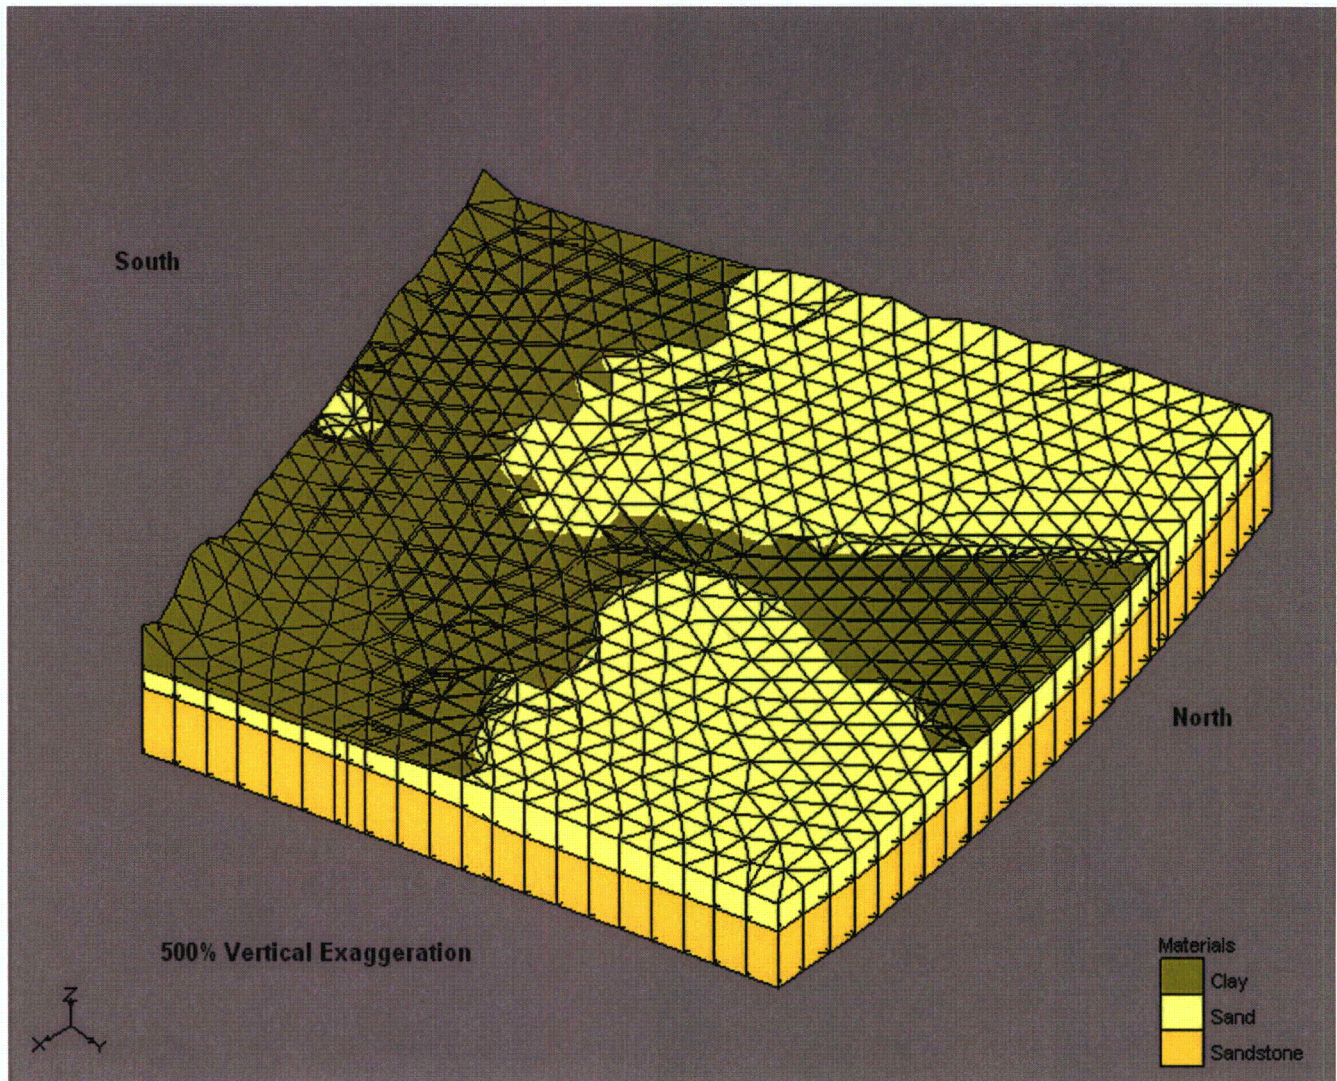 South
North
500% Vertical Exaggeration
Z
X
Y
Materials
Clay
Sand
Sandstone